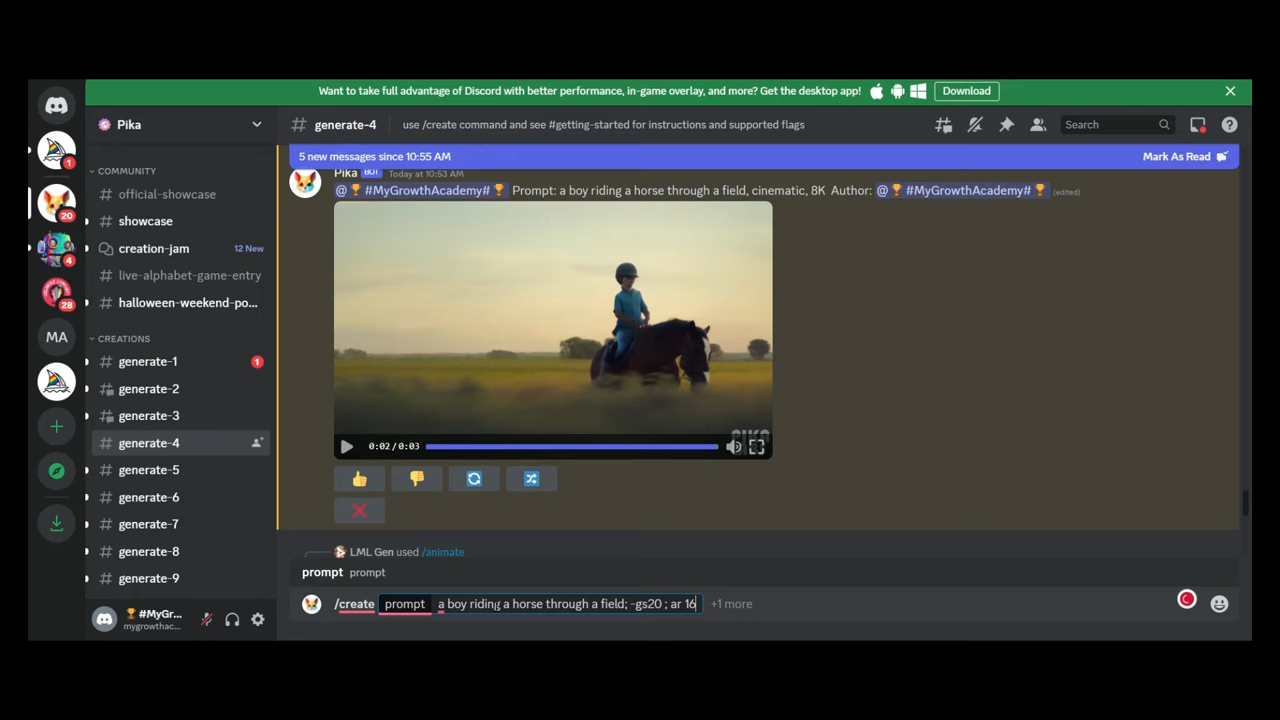 Want to take full advantage of Discord with better performance, in-game overlay, and more? Get the desktop app! Download
Pika
# generate-4 use /create command and see #getting-started for instructions and supported flags Search
5 new messages since 10:55 AM Mark As Read
COMMUNITY
# official-showcase
# showcase
creation-jam 12 New
# live-alphabet-game-entry
# halloween-weekend-po...
CREATIONS
# generate-1 1
# generate-2
# generate-3
# generate-4
# generate-5
# generate-6
# generate-7
# generate-8
# generate-9
1
20
4
28
MA
#MyGr...
mygrowthac...
Pika BOT Today at 10:53 AM
@ #MyGrowthAcademy# Prompt: a boy riding a horse through a field, cinematic, 8K Author: @ #MyGrowthAcademy# (edited)
0:02/0:03
LML Gen used /animate
prompt prompt
/create prompt a boy riding a horse through a field; -gs20 ; ar 16 +1 more